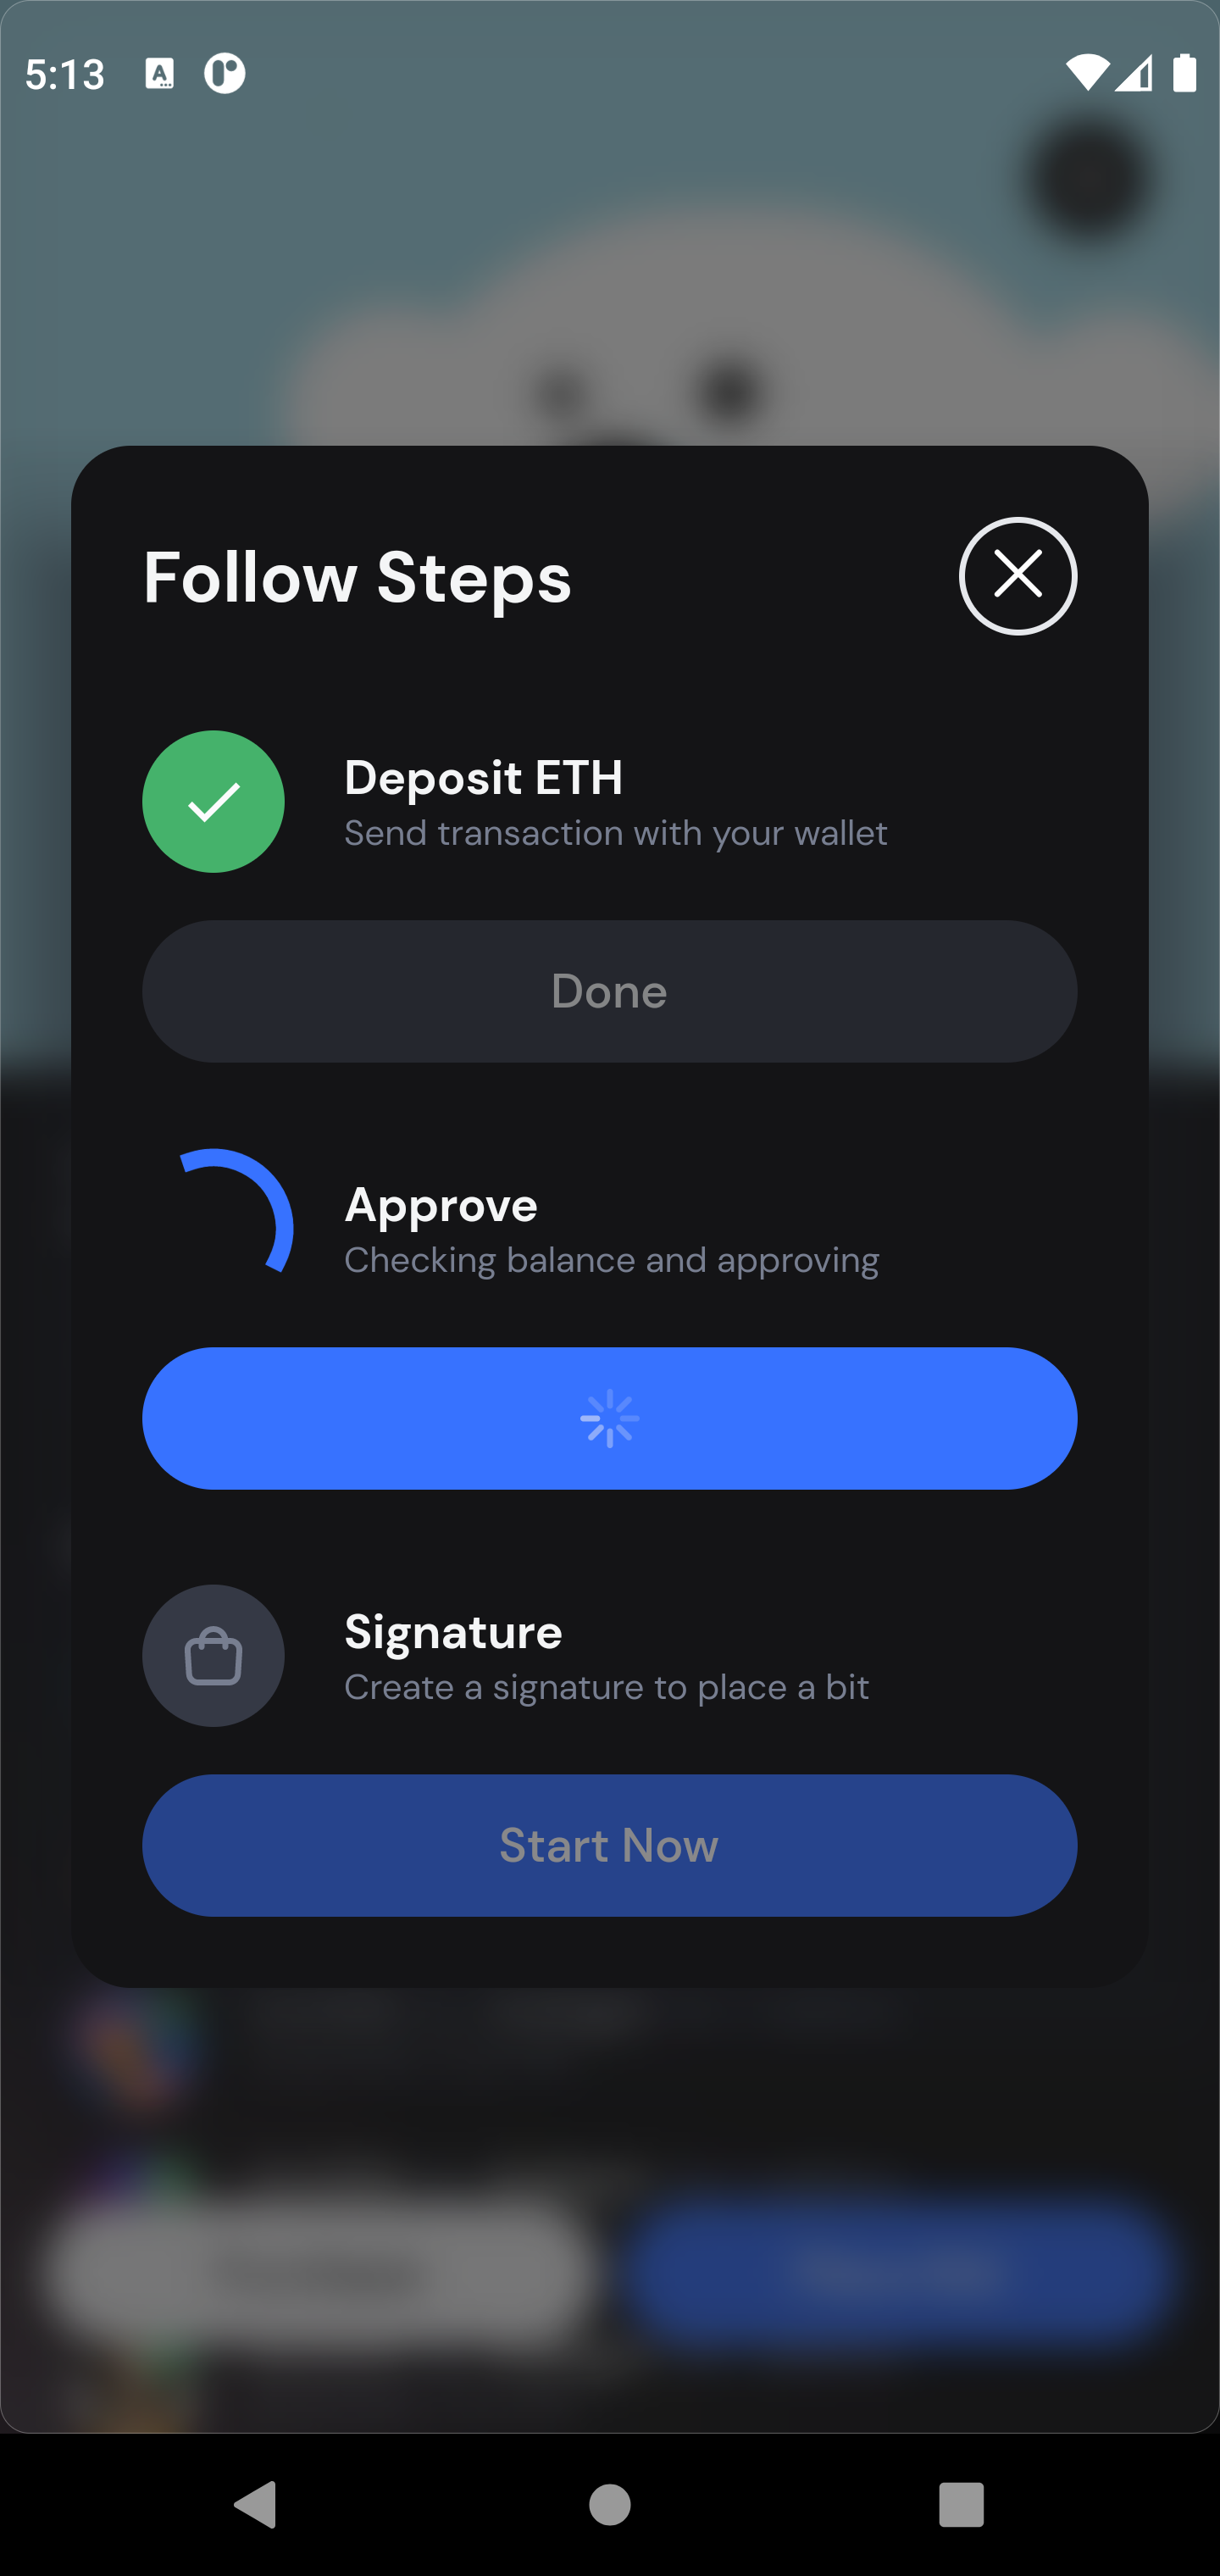 5:13
Follow Steps
Deposit ETH
Send transaction with your wallet
Done
Approve
Checking balance and approving
Signature
Create a signature to place a bit
Start Now